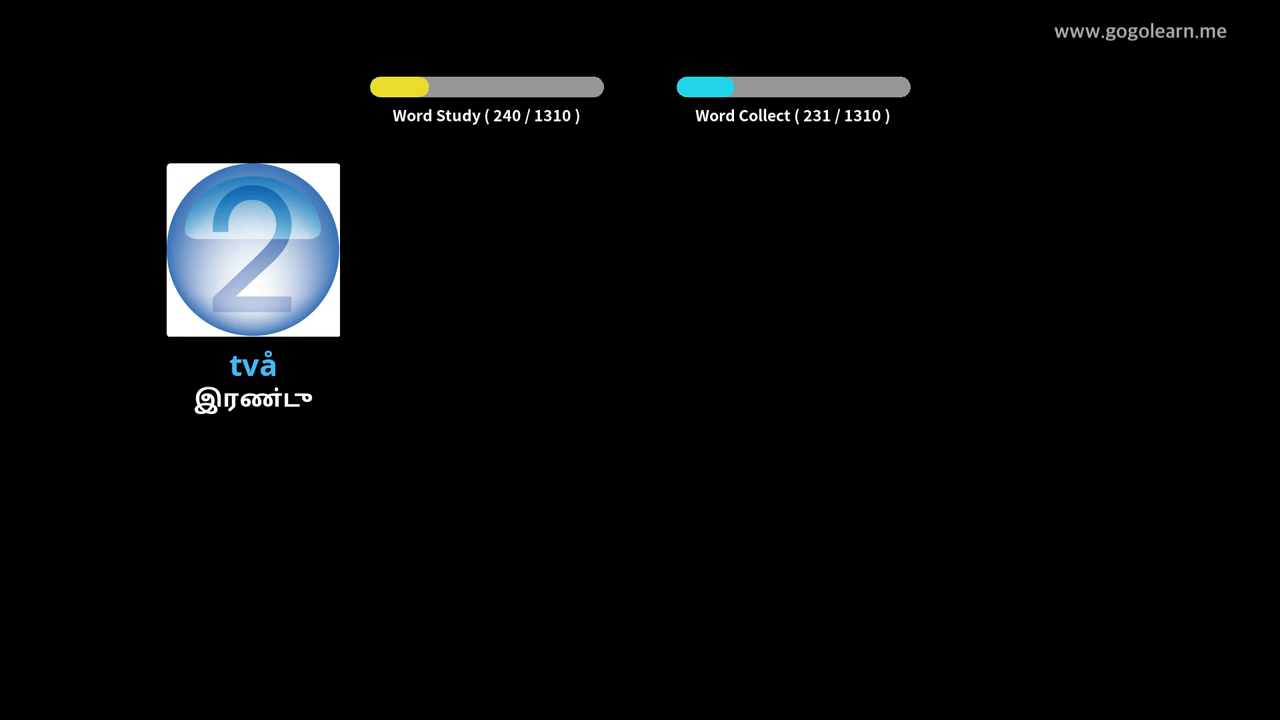 www.gogolearn.me
Word Study ( 240 / 1310 )
Word Collect ( 231 / 1310 )
2
två
இரண்டு